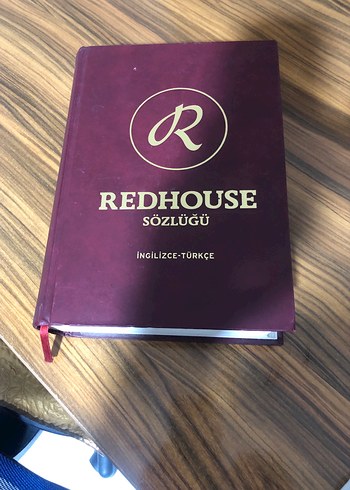 R
REDHOUSE
SÖZLÜĞÜ
İNGİLİZCE-TÜRKÇE